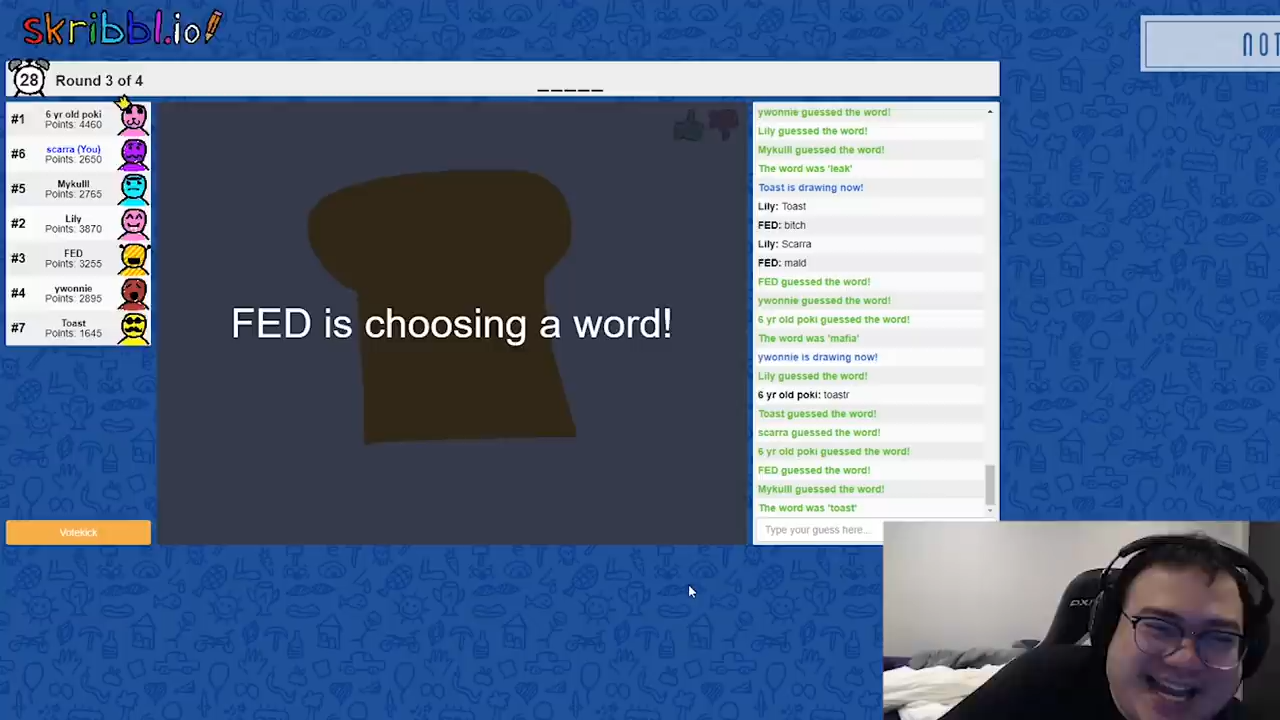 skribbl.io
NOT
28
Round 3 of 4
_____
#1
6 yr old poki
Points: 4460
#6
scarra (You)
Points: 2650
#5
Mykulll
Points: 2765
#2
Lily
Points: 3870
#3
FED
Points: 3255
#4
ywonnie
Points: 2895
#7
Toast
Points: 1645
Votekick
FED is choosing a word!
ywonnie guessed the word!
Lily guessed the word!
Mykulll guessed the word!
The word was 'leak'
Toast is drawing now!
Lily: Toast
FED: bitch
Lily: Scarra
FED: mald
FED guessed the word!
ywonnie guessed the word!
6 yr old poki guessed the word!
The word was 'mafia'
ywonnie is drawing now!
Lily guessed the word!
6 yr old poki: toastr
Toast guessed the word!
scarra guessed the word!
6 yr old poki guessed the word!
FED guessed the word!
Mykulll guessed the word!
The word was 'toast'
Type your guess here...